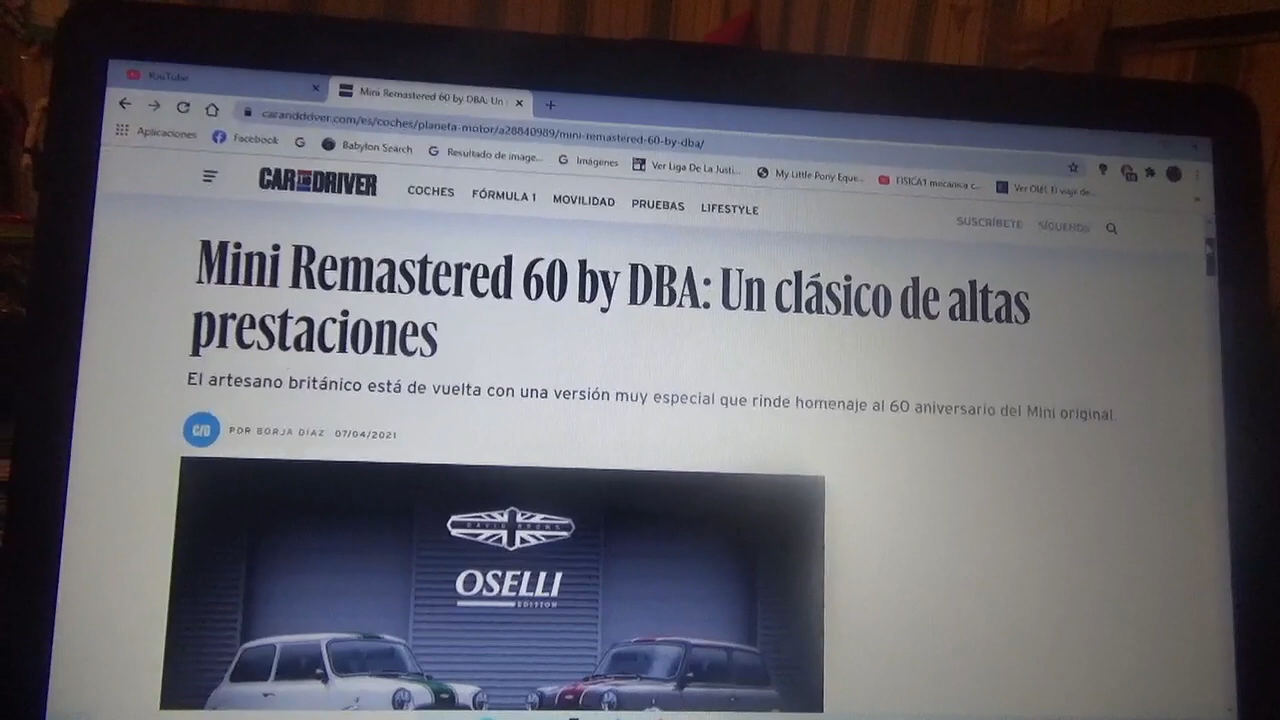 YouTube
Mini Remastered 60 by DBA: Un
caranddriver.com/es/coches/planeta-motor/a28840989/mini-remastered-60-by-dba/
Aplicaciones Facebook Babylon Search Resultado de image... Imágenes Ver Liga De La Justi... My Little Pony Eque... FISICA1 mecánica c... Ver Olé!, El viaje de...
CAR AND DRIVER COCHES FÓRMULA 1 MOVILIDAD PRUEBAS LIFESTYLE
SUSCRÍBETE SÍGUENOS
Mini Remastered 60 by DBA: Un clásico de altas
prestaciones
El artesano británico está de vuelta con una versión muy especial que rinde homenaje al 60 aniversario del Mini original.
C/D POR BORJA DÍAZ 07/04/2021
DAVID BROWN
OSELLI
EDITION